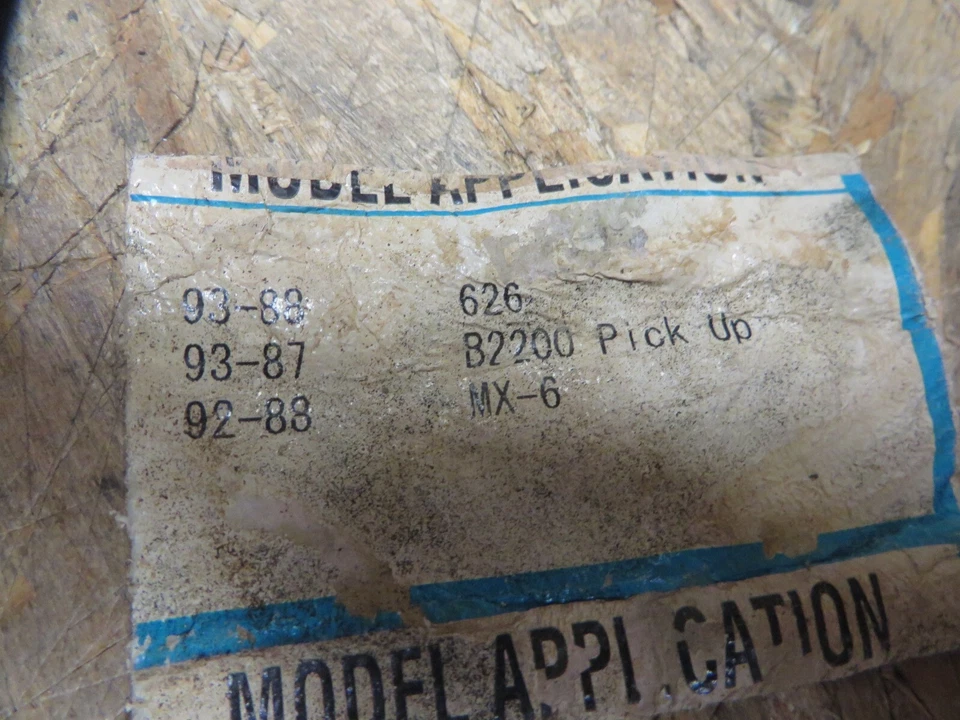 MODEL APPLICATION
93-88 626
93-87 B2200 Pick Up
92-88 MX-6
MODEL APPLICATION